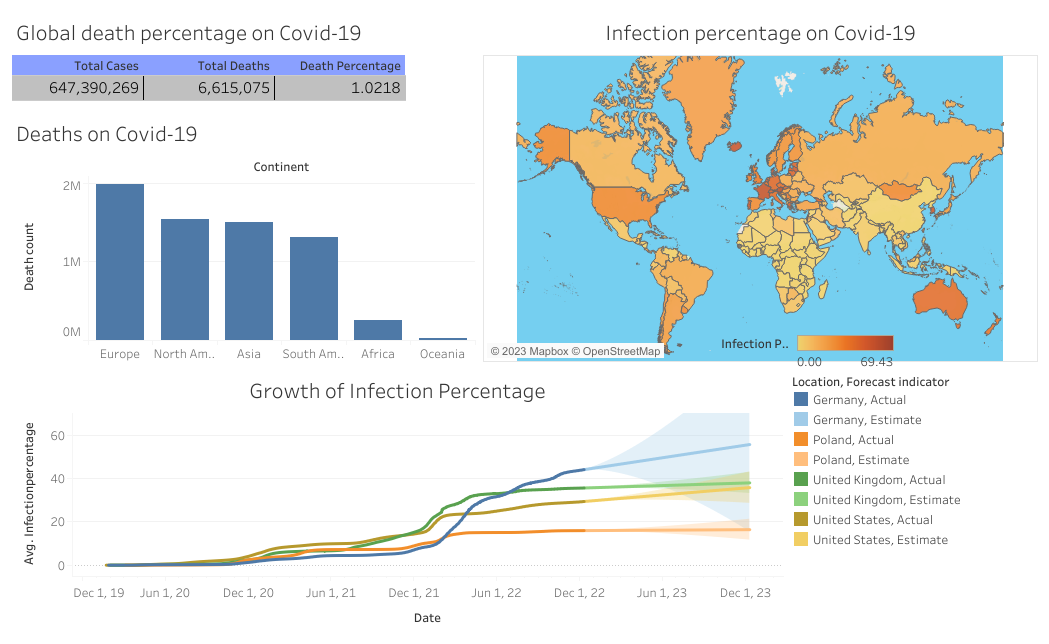 Global death percentage on Covid-19
Total Cases Total Deaths Death Percentage
647,390,269 6,615,075 1.0218
Deaths on Covid-19
Continent
Death count
2M
1M
0M
Europe North Am.. Asia South Am.. Africa Oceania
Infection percentage on Covid-19
© 2023 Mapbox © OpenStreetMap
Infection P..
0.00 69.43
Growth of Infection Percentage
Avg. Infectionpercentage
60
40
20
0
Dec 1, 19 Jun 1, 20 Dec 1, 20 Jun 1, 21 Dec 1, 21 Jun 1, 22 Dec 1, 22 Jun 1, 23 Dec 1, 23
Date
Location, Forecast indicator
Germany, Actual
Germany, Estimate
Poland, Actual
Poland, Estimate
United Kingdom, Actual
United Kingdom, Estimate
United States, Actual
United States, Estimate